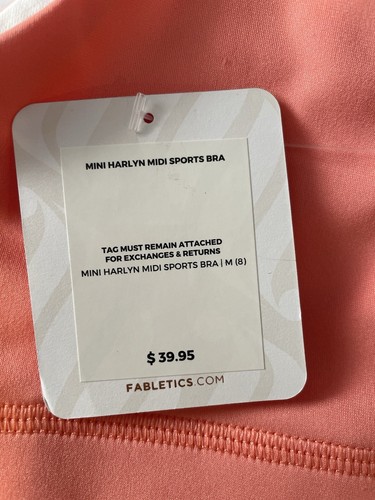 MINI HARLYN MIDI SPORTS BRA
TAG MUST REMAIN ATTACHED
FOR EXCHANGES & RETURNS
MINI HARLYN MIDI SPORTS BRA | M (8)
$ 39.95
FABLETICS.COM